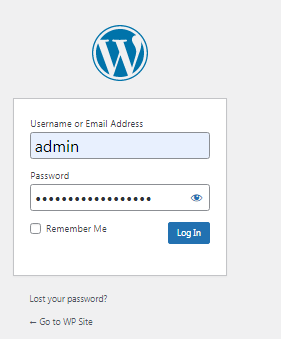 Username or Email Address
admin
Password
••••••••••••••••••
Remember Me
Log In
Lost your password?
← Go to WP Site